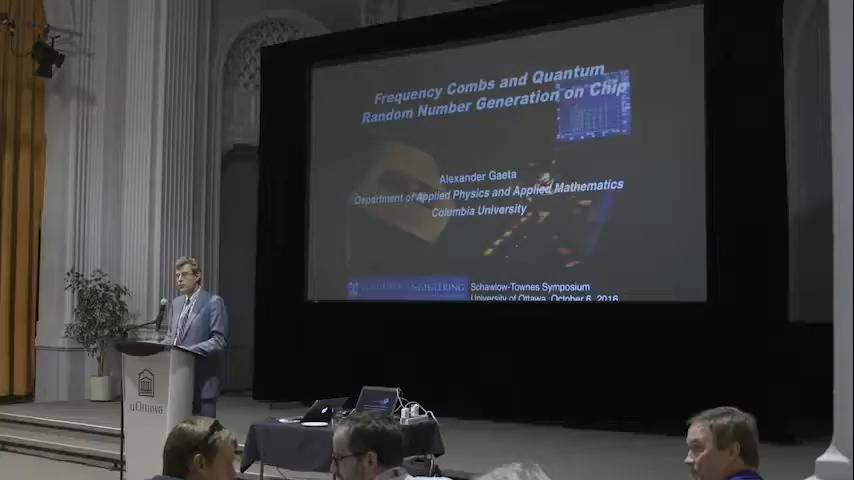 Frequency Combs and Quantum
Random Number Generation on Chip
Alexander Gaeta
Department of Applied Physics and Applied Mathematics
Columbia University
ENGINEERING
Schawlow-Townes Symposium
University of Ottawa, October 6, 2016
uOttawa